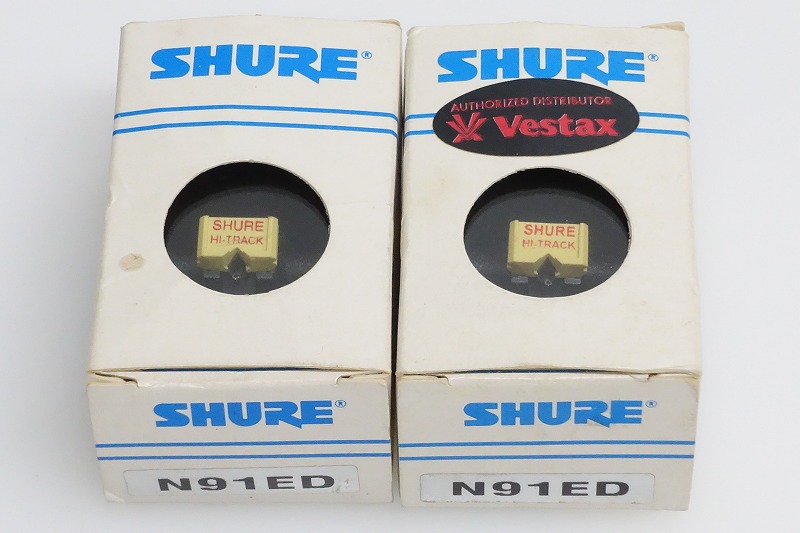 SHURE®
SHURE
HI-TRACK
SHURE®
N91ED
SHURE®
AUTHORIZED DISTRIBUTOR
Vestax
SHURE
HI-TRACK
SHURE®
N91ED